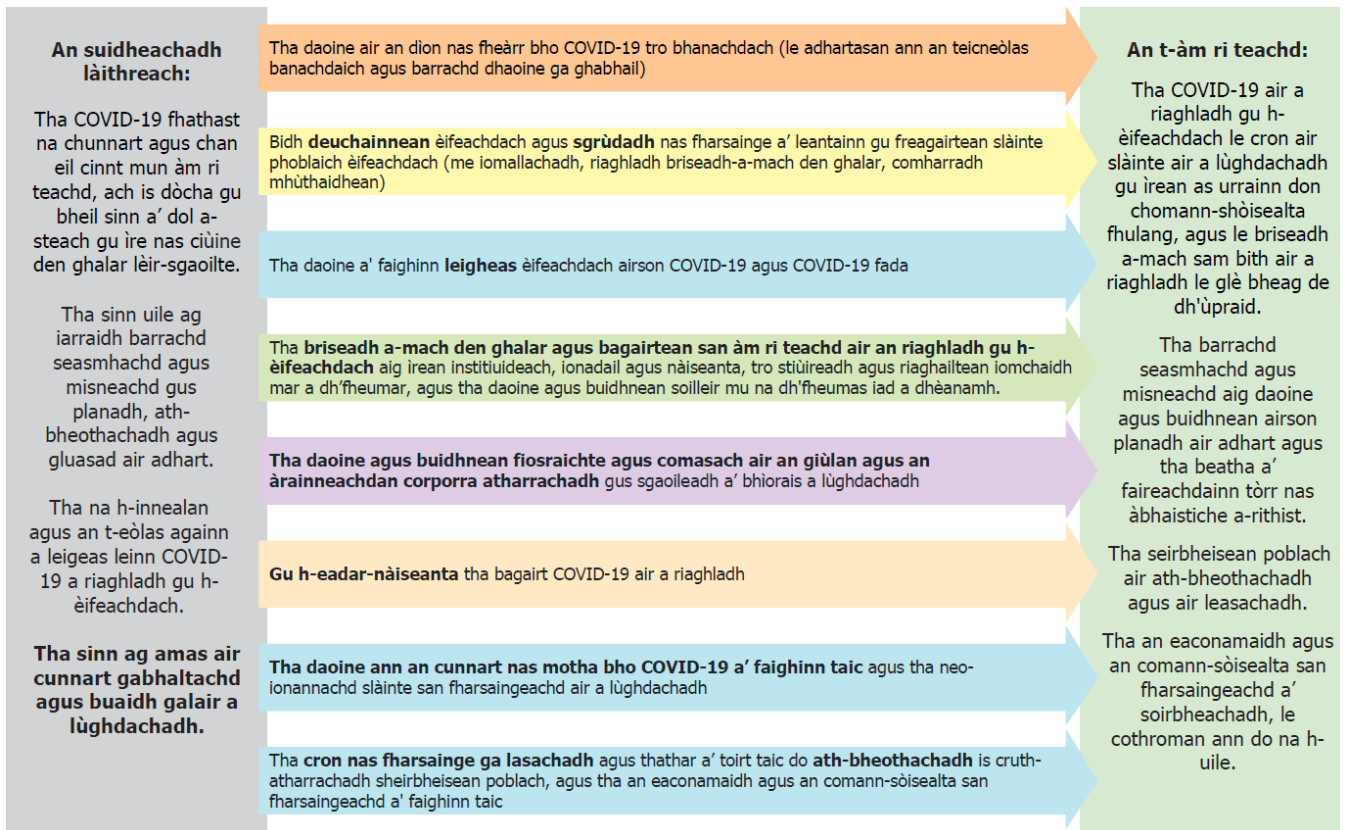 An suidheachadh
làithreach:
Tha COVID-19 fhathast
na chunnart agus chan
eil cinnt mun àm ri
teachd, ach is dòcha gu
bheil sinn a’ dol a-
steach gu ìre nas ciùine
den ghalar lèir-sgaoilte.
Tha sinn uile ag
iarraidh barrachd
seasmhachd agus
misneachd gus
planadh, ath-
bheothachadh agus
gluasad air adhart.
Tha na h-innealan
agus an t-eòlas againn
a leigeas leinn COVID-
19 a riaghladh gu h-
èifeachdach.
Tha sinn ag amas air
cunnart gabhaltachd
agus buaidh galair a
lùghdachadh.
Tha daoine air an dìon nas fheàrr bho COVID-19 tro bhanachdach (le adhartasan ann an teicneòlas
banachdaich agus barrachd dhaoine ga ghabhail)
Bidh deuchainnean èifeachdach agus sgrùdadh nas fharsainge a’ leantainn gu freagairtean slàinte
phoblaich èifeachdach (me iomallachadh, riaghladh briseadh-a-mach den ghalar, comharradh
mhùthaidhean)
Tha daoine a' faighinn leigheas èifeachdach airson COVID-19 agus COVID-19 fada
Tha briseadh a-mach den ghalar agus bagairtean san àm ri teachd air an riaghladh gu h-
èifeachdach aig ìrean institiuideach, ionadail agus nàiseanta, tro stiùireadh agus riaghailtean iomchaidh
mar a dh’fheumar, agus tha daoine agus buidhnean soilleir mu na dh'fheumas iad a dhèanamh.
Tha daoine agus buidhnean fiosraichte agus comasach air an giùlan agus an
àrainneachdan corporra atharrachadh gus sgaoileadh a’ bhìorais a lùghdachadh
Gu h-eadar-nàiseanta tha bagairt COVID-19 air a riaghladh
Tha daoine ann an cunnart nas motha bho COVID-19 a’ faighinn taic agus tha neo-
ionannachd slàinte san fharsaingeachd air a lùghdachadh
Tha cron nas fharsainge ga lasachadh agus thathar a’ toirt taic do ath-bheothachadh is cruth-
atharrachadh sheirbheisean poblach, agus tha an eaconamaidh agus an comann-sòisealta san
fharsaingeachd a' faighinn taic
An t-àm ri teachd:
Tha COVID-19 air a
riaghladh gu h-
èifeachdach le cron air
slàinte air a lùghdachadh
gu ìrean as urrainn don
chomann-shòisealta
fhulang, agus le briseadh
a-mach sam bith air a
riaghladh le glè bheag de
dh'ùpraid.
Tha barrachd
seasmhachd agus
misneachd aig daoine
agus buidhnean airson
planadh air adhart agus
tha beatha a’
faireachdainn tòrr nas
àbhaistiche a-rithist.
Tha seirbheisean poblach
air ath-bheothachadh
agus air leasachadh.
Tha an eaconamaidh agus
an comann-sòisealta san
fharsaingeachd a’
soirbheachadh, le
cothroman ann do na h-
uile.